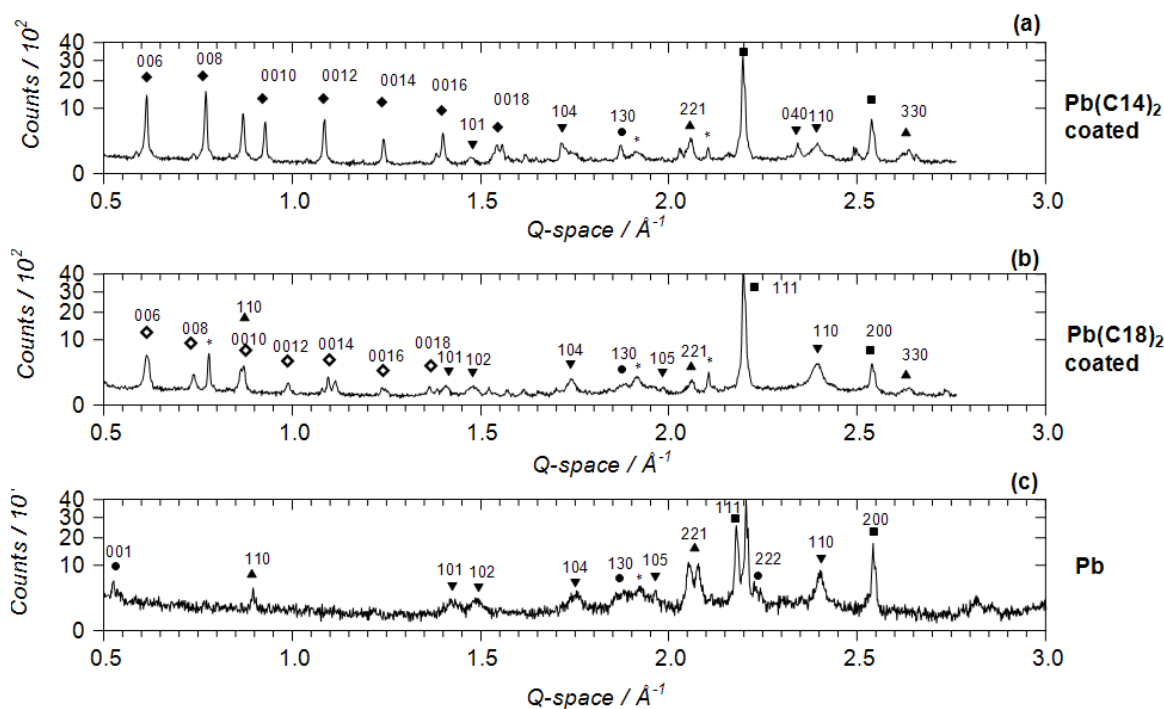 (a)
Counts / 10²
40
30
20
10
0
006 008 0010 0012 0014 0016 101 0018 104 130 * 221 * 040 110 330
0.5 1.0 1.5 2.0 2.5 3.0
Q-space / Å⁻¹
Pb(C14)₂
coated
(b)
Counts / 10²
40
30
20
10
0
006 008 * 110 0010 0012 0014 0016 0018 101 102 104 130 * 105 221 * 111 110 200 330
0.5 1.0 1.5 2.0 2.5 3.0
Q-space / Å⁻¹
Pb(C18)₂
coated
(c)
Counts / 10'
40
30
20
10
0
001 110 101 102 104 130 * 105 221 111 222 110 200
0.5 1.0 1.5 2.0 2.5 3.0
Q-space / Å⁻¹
Pb